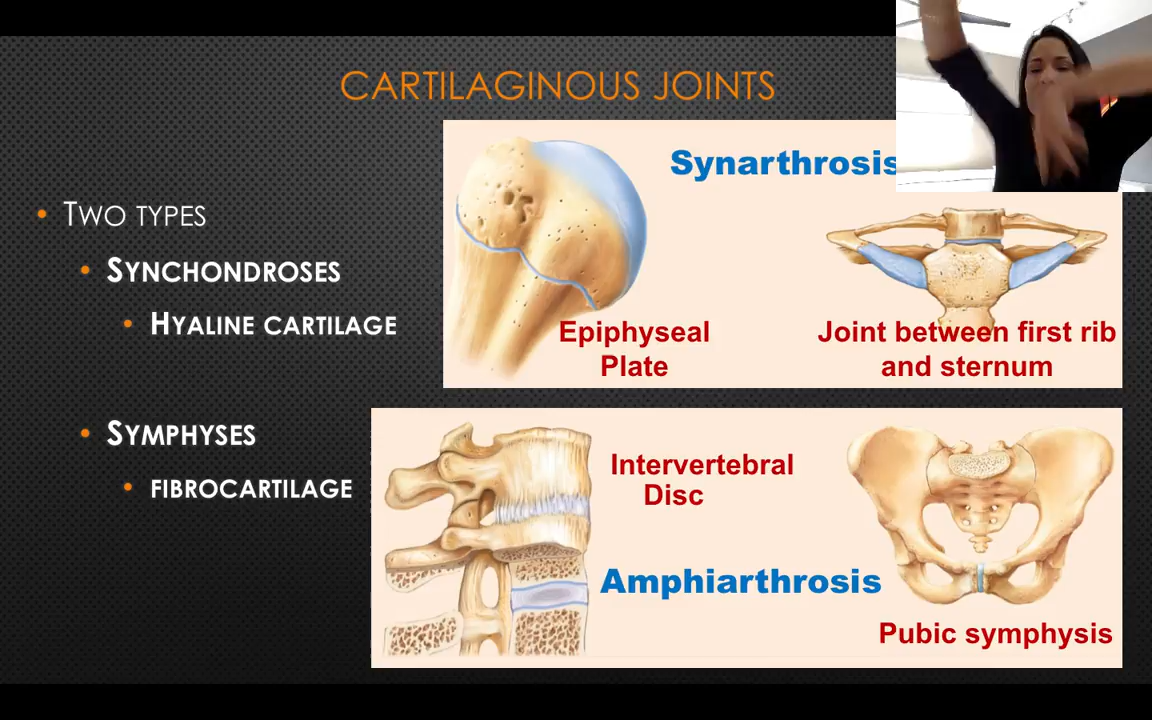 CARTILAGINOUS JOINTS
• TWO TYPES
• SYNCHONDROSES
• HYALINE CARTILAGE
• SYMPHYSES
• FIBROCARTILAGE
Synarthrosis
Epiphyseal
Plate
Joint between first rib
and sternum
Intervertebral
Disc
Amphiarthrosis
Pubic symphysis